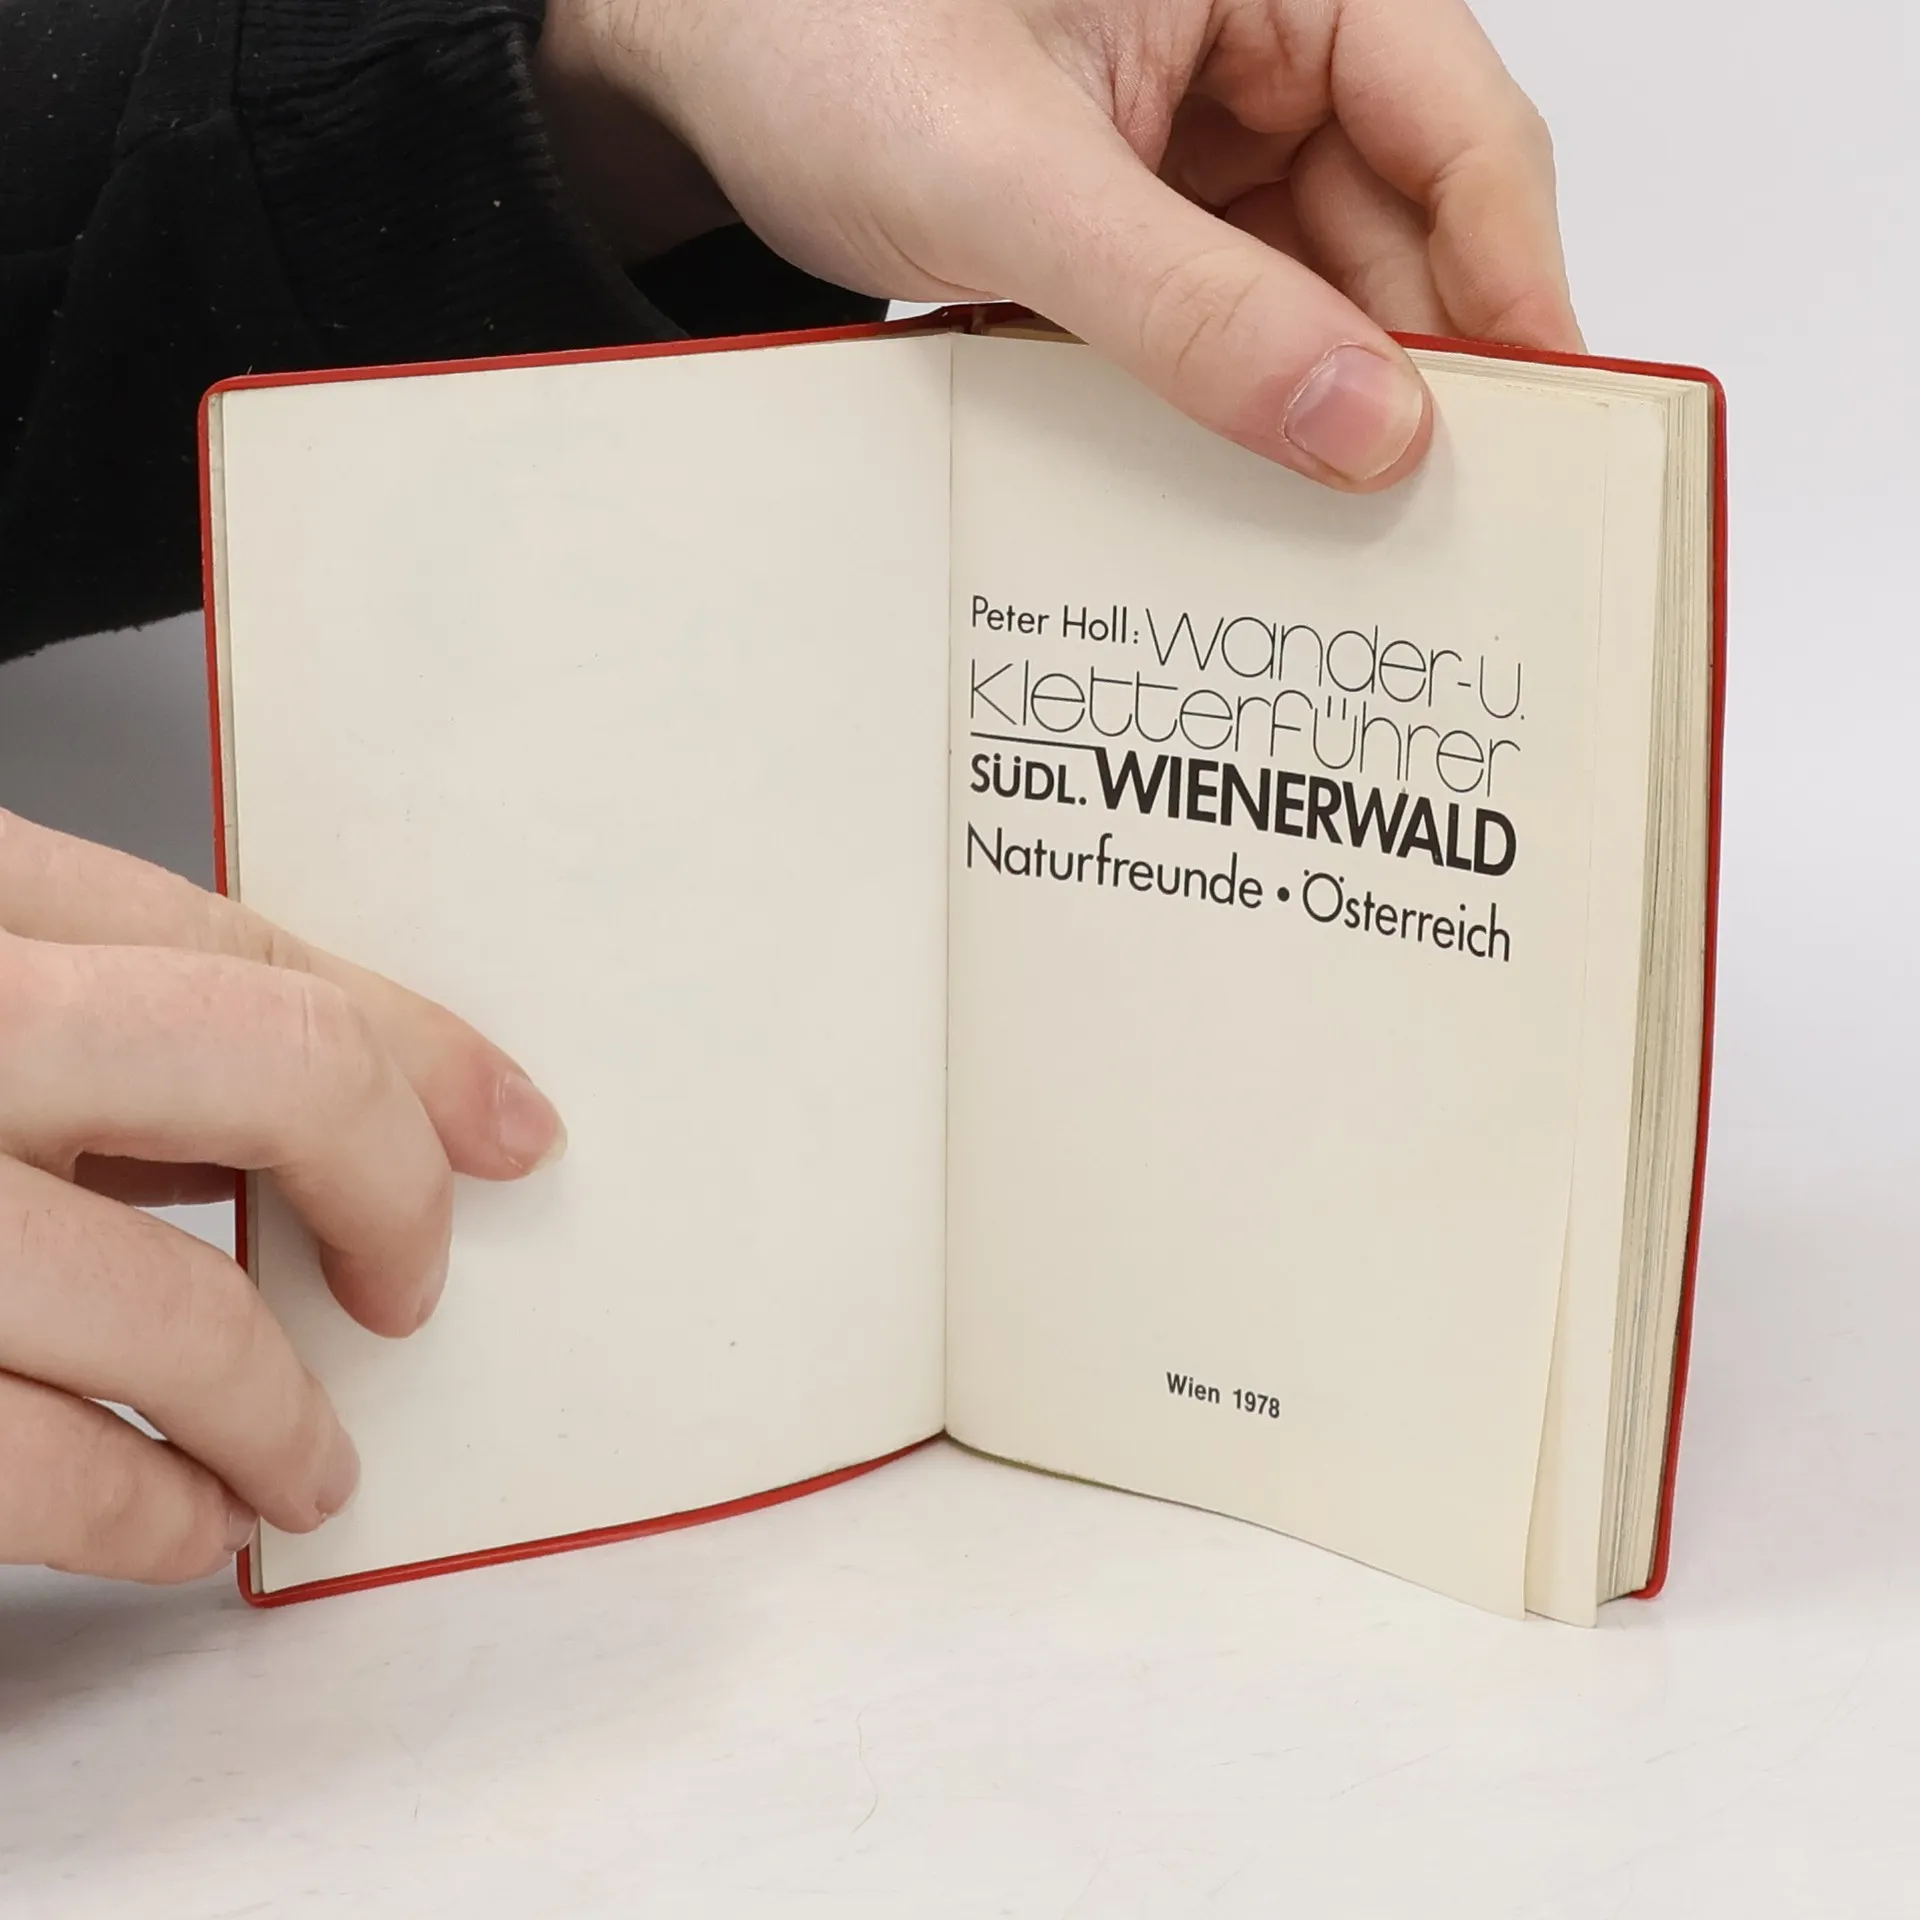 Peter Holl: Wander-u.
Kletterführer
SÜDL. WIENERWALD
Naturfreunde • Österreich
Wien 1978